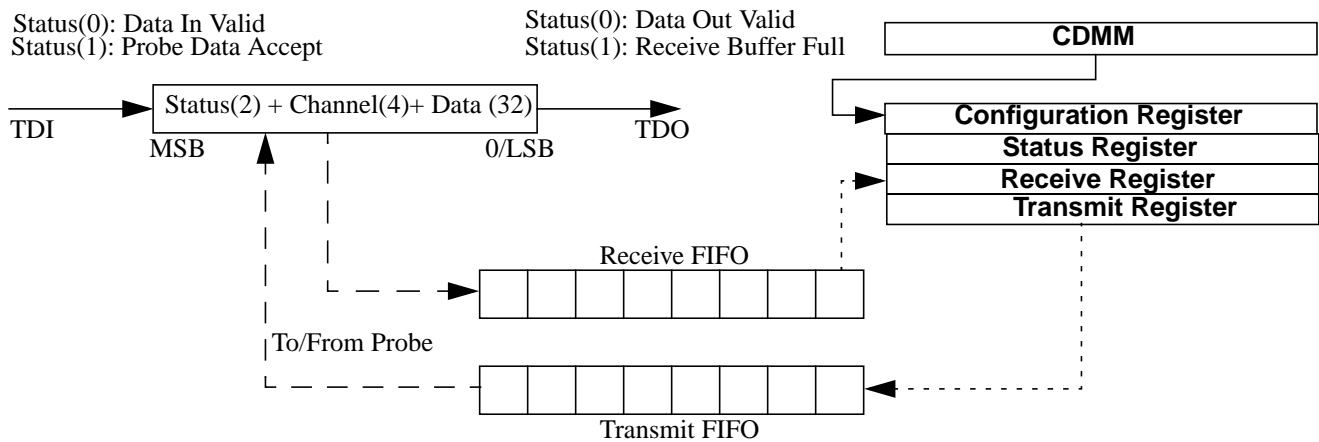 Status(0): Data In Valid
Status(1): Probe Data Accept
Status(0): Data Out Valid
Status(1): Receive Buffer Full
CDMM
Status(2) + Channel(4)+ Data (32)
TDI
MSB
0/LSB
TDO
Configuration Register
Status Register
Receive Register
Transmit Register
Receive FIFO
To/From Probe
Transmit FIFO